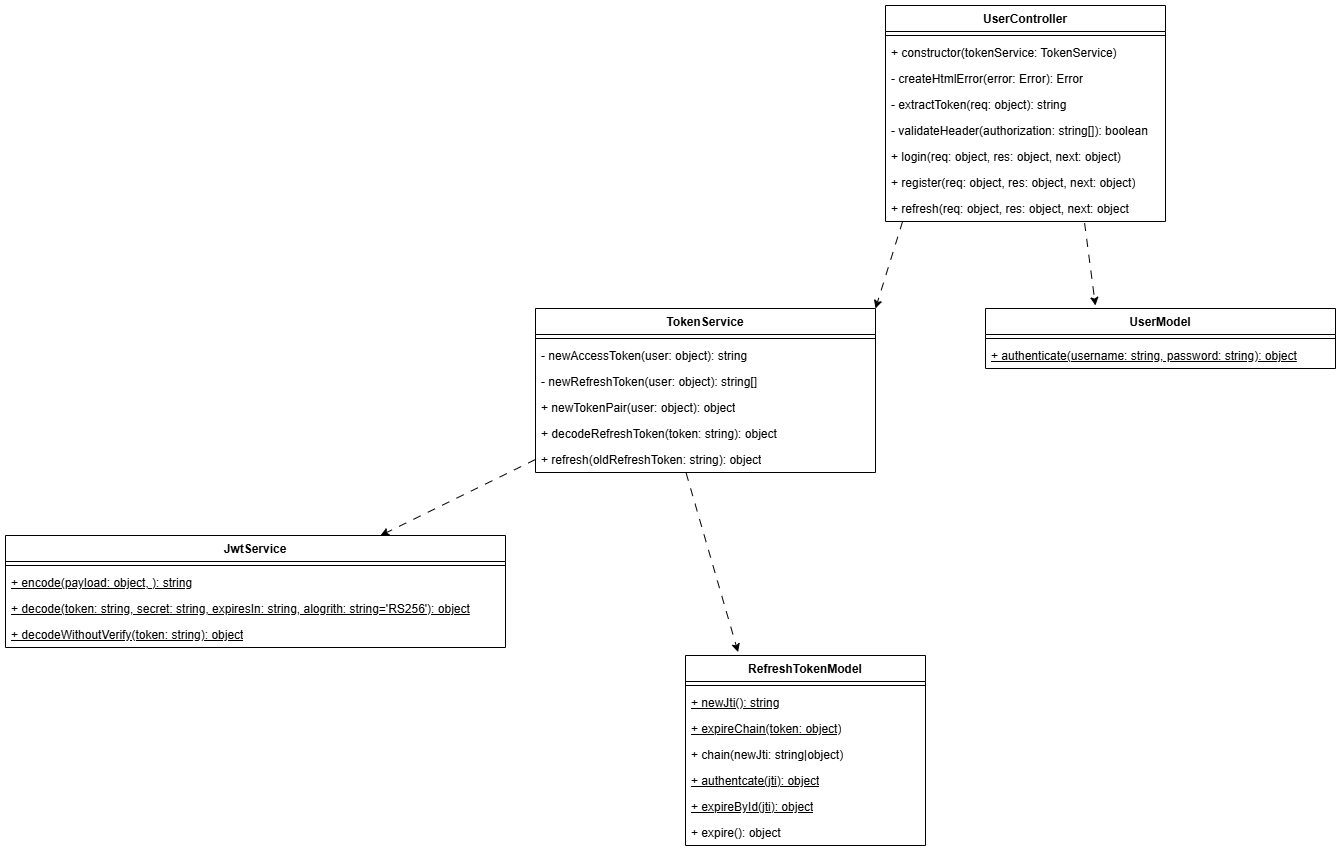 UserController
+ constructor(tokenService: TokenService)
- createHtmlError(error: Error): Error
- extractToken(req: object): string
- validateHeader(authorization: string[]): boolean
+ login(req: object, res: object, next: object)
+ register(req: object, res: object, next: object)
+ refresh(req: object, res: object, next: object
TokenService
- newAccessToken(user: object): string
- newRefreshToken(user: object): string[]
+ newTokenPair(user: object): object
+ decodeRefreshToken(token: string): object
+ refresh(oldRefreshToken: string): object
UserModel
+ authenticate(username: string, password: string): object
JwtService
+ encode(payload: object, ): string
+ decode(token: string, secret: string, expiresIn: string, alogrith: string='RS256'): object
+ decodeWithoutVerify(token: string): object
RefreshTokenModel
+ newJti(): string
+ expireChain(token: object)
+ chain(newJti: string|object)
+ authentcate(jti): object
+ expireById(jti): object
+ expire(): object